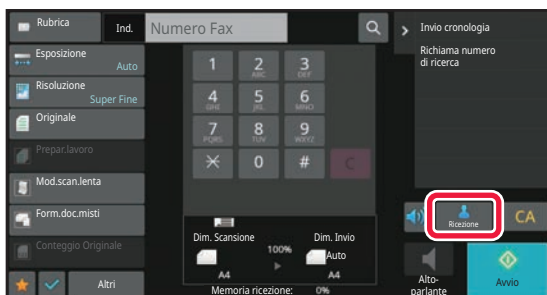 Rubrica
Ind.
Numero Fax
Esposizione
Auto
Risoluzione
Super Fine
Originale
Prepar.lavoro
Mod.scan.lenta
Form.doc.misti
Conteggio Originale
Altri
1
2
ABC
3
DEF
4
GHI
5
JKL
6
MNO
7
PQRS
8
TUV
9
WXYZ
0
#
C
Dim. Scansione
Dim. Invio
100%
Auto
A4
A4
Memoria ricezione: 0%
Invio cronologia
Richiama numero
di ricerca
Ricezione
CA
Alto-
parlante
Avvio